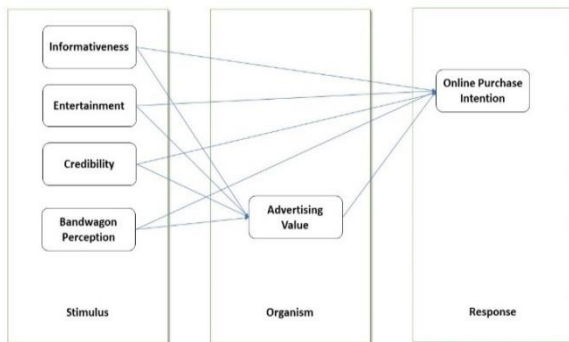 Informativeness
Entertainment
Credibility
Bandwagon
Perception
Stimulus
Advertising
Value
Organism
Online Purchase
Intention
Response